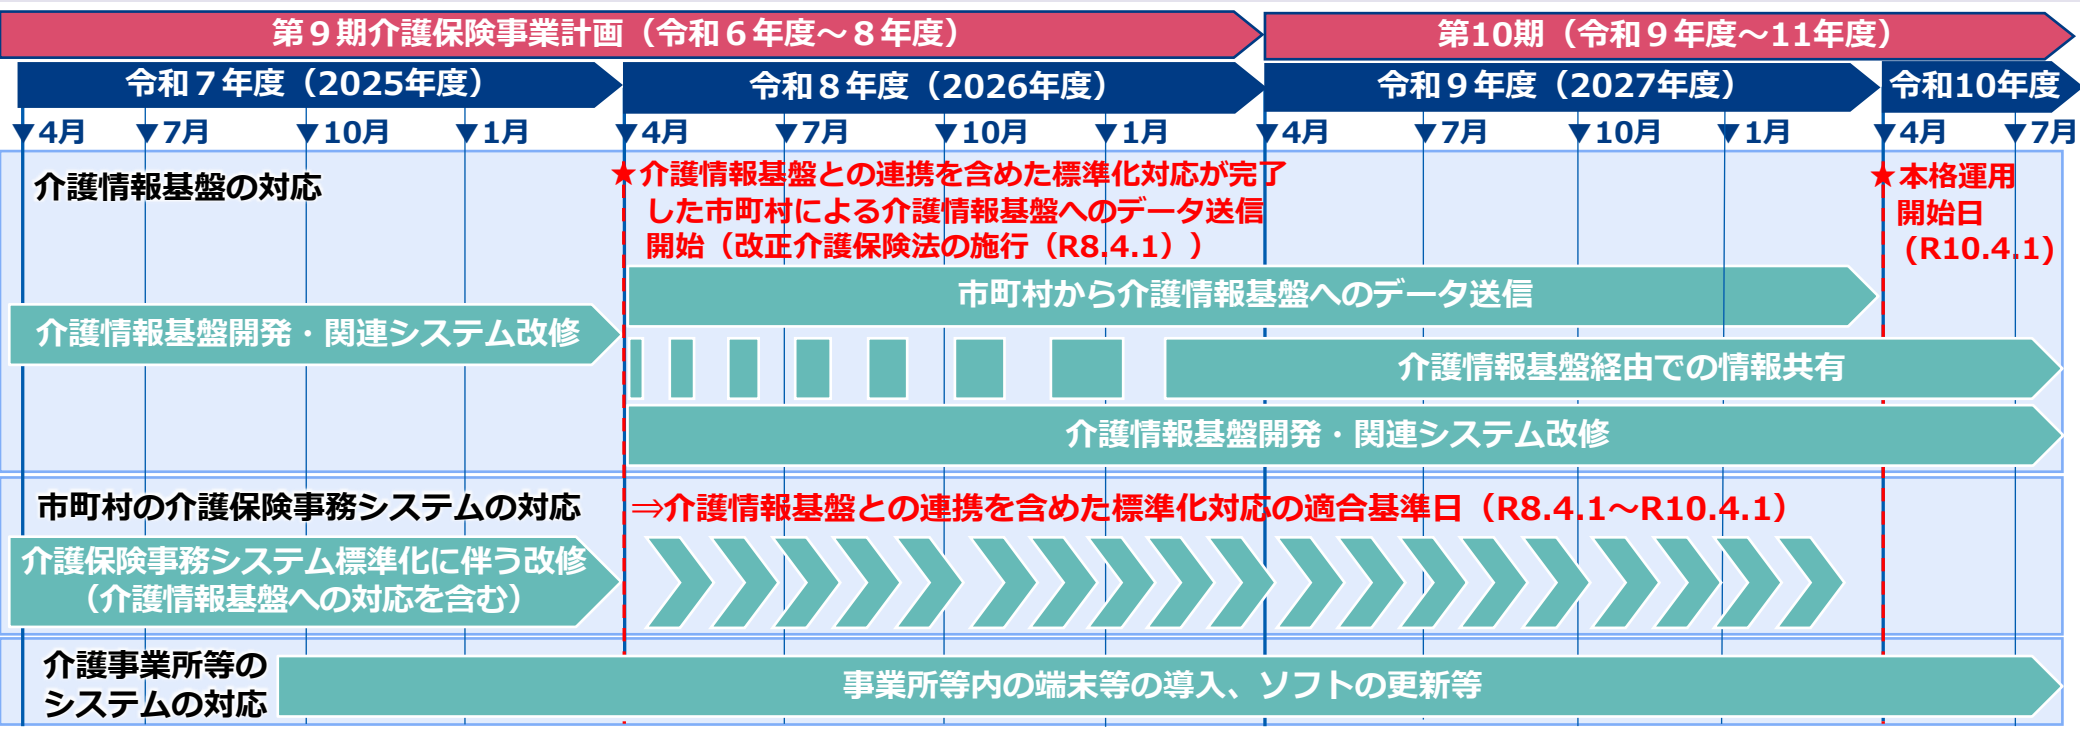 第９期介護保険事業計画（令和６年度～８年度）
第10期（令和９年度～11年度）
令和７年度（2025年度）
令和８年度（2026年度）
令和９年度（2027年度）
令和10年度
▼4月
▼7月
▼10月
▼1月
▼4月
▼7月
▼10月
▼1月
▼4月
▼7月
▼10月
▼1月
▼4月
▼7月
介護情報基盤の対応
★介護情報基盤との連携を含めた標準化対応が完了
した市町村による介護情報基盤へのデータ送信
開始（改正介護保険法の施行（R8.4.1））
★本格運用
開始日
(R10.4.1)
市町村から介護情報基盤へのデータ送信
介護情報基盤開発・関連システム改修
介護情報基盤経由での情報共有
介護情報基盤開発・関連システム改修
市町村の介護保険事務システムの対応
⇒介護情報基盤との連携を含めた標準化対応の適合基準日（R8.4.1～R10.4.1）
介護保険事務システム標準化に伴う改修
（介護情報基盤への対応を含む）
介護事業所等の
システムの対応
事業所等内の端末等の導入、ソフトの更新等